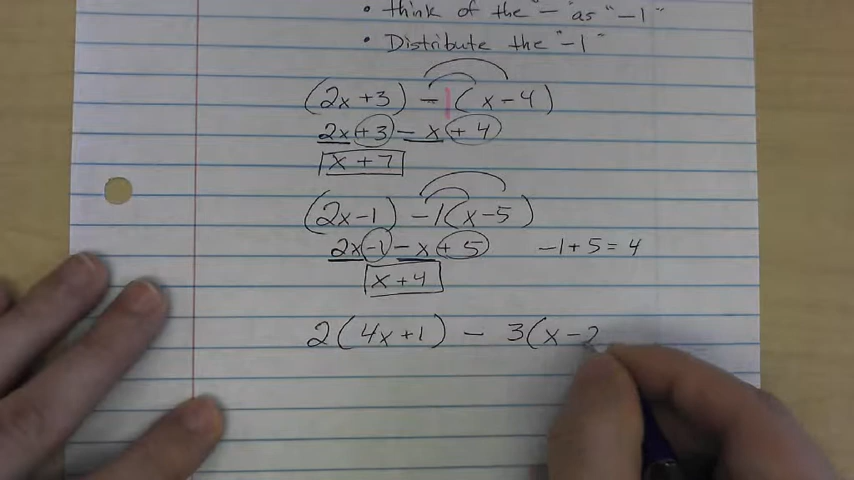 • think of the "-" as "-1"
• Distribute the "-1"
(2x+3) -1(x-4)
2x+3-x+4
x+7
(2x-1) -1(x-5)
2x-1-x+5 -1+5=4
x+4
2(4x+1) - 3(x-2